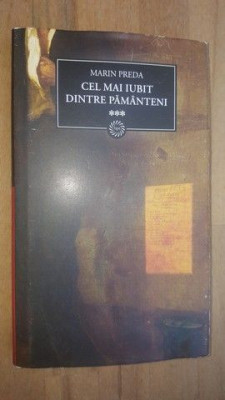 MARIN PREDA
CEL MAI IUBIT
DINTRE PĂMÂNTENI
***